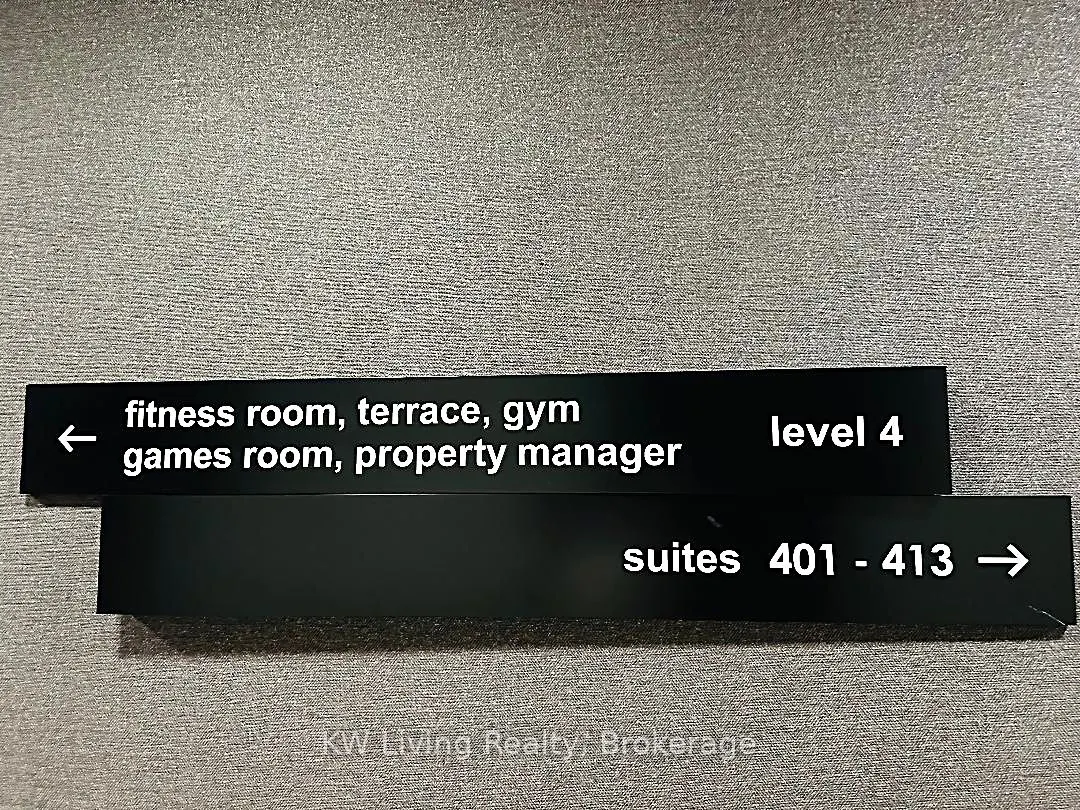 ← fitness room, terrace, gym
games room, property manager
level 4
suites 401 - 413 →
KW Living Realty, Brokerage